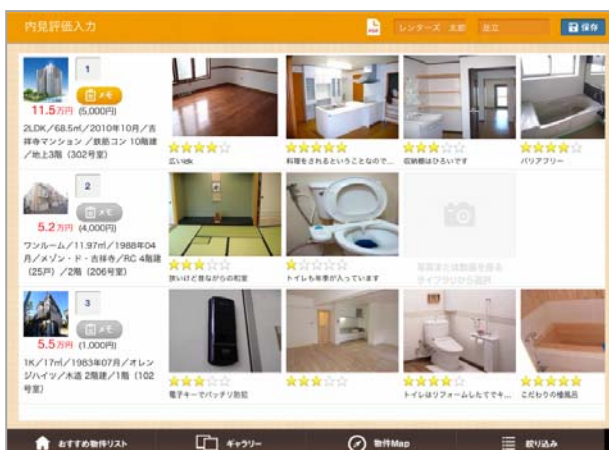 内見評価入力
PDF
レンターズ 太郎
足立
保存
1
メモ
11.5万円 (5,000円)
2LDK／68.5㎡／2010年10月／吉
祥寺マンション ／鉄筋コン 10階建
／地上3階 （302号室）
広いldk
料理をされるということなので...
収納棚はひろいです
バリアフリー
2
メモ
5.2万円 (4,000円)
ワンルーム／11.97㎡／1988年04
月／メゾン・ド・吉祥寺／RC 4階建
（25戸）／2階 （206号室）
狭いけど昔ながらの和室
トイレも年季が入っています
写真または動画を撮る
ライブラリから選択
3
メモ
5.5万円 (1,000円)
1K／17㎡／1983年07月／オレン
ジハイツ／木造 2階建／1階 （102
号室）
電子キーでバッチリ防犯
トイレはリフォームしたてでキ...
こだわりの檜風呂
おすすめ物件リスト
ギャラリー
物件Map
絞り込み